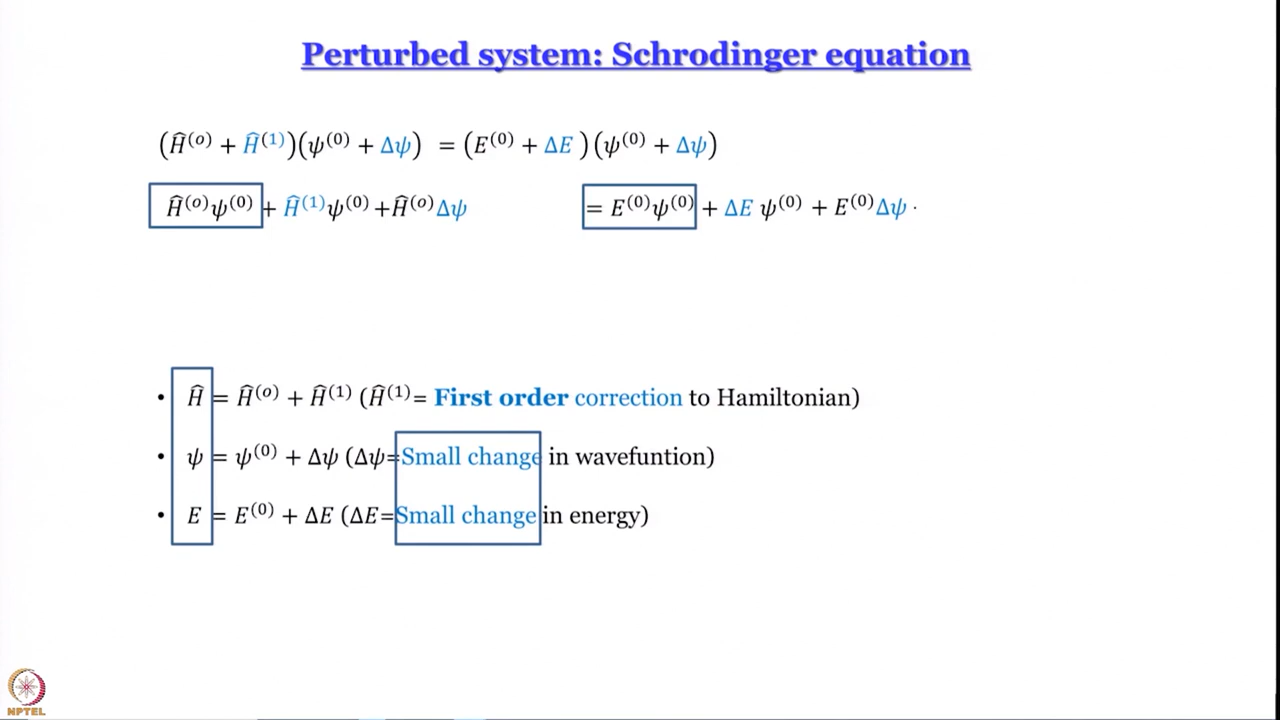 Perturbed system: Schrodinger equation
(Ĥ⁽ᵒ⁾ + Ĥ⁽¹⁾)(ψ⁽⁰⁾ + Δψ) = (E⁽⁰⁾ + ΔE )(ψ⁽⁰⁾ + Δψ)
Ĥ⁽ᵒ⁾ψ⁽⁰⁾ + Ĥ⁽¹⁾ψ⁽⁰⁾ +Ĥ⁽ᵒ⁾Δψ = E⁽⁰⁾ψ⁽⁰⁾ + ΔE ψ⁽⁰⁾ + E⁽⁰⁾Δψ ·
• Ĥ = Ĥ⁽ᵒ⁾ + Ĥ⁽¹⁾ (Ĥ⁽¹⁾= First order correction to Hamiltonian)
• ψ = ψ⁽⁰⁾ + Δψ (Δψ=Small change in wavefuntion)
• E = E⁽⁰⁾ + ΔE (ΔE=Small change in energy)
NPTEL